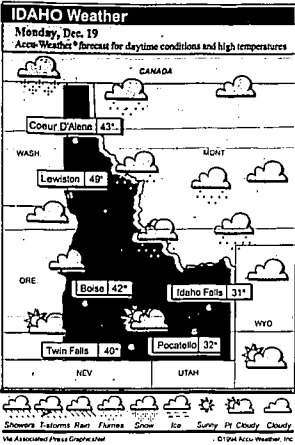 IDAHO Weather
Monday, Dec. 19
Accu-Weather® forecast for daytime conditions and high temperatures
CANADA
Coeur D'Alene 43°
WASH.
MONT.
Lewiston 49°
ORE.
Boise 42°
Idaho Falls 31°
WYO
Twin Falls 40°
Pocatello 32°
NEV
UTAH
Showers T-storms Rain Flurries Snow Ice Sunny Pt Cloudy Cloudy
Via Associated Press GraphicsNet
©1994 Accu-Weather, Inc.